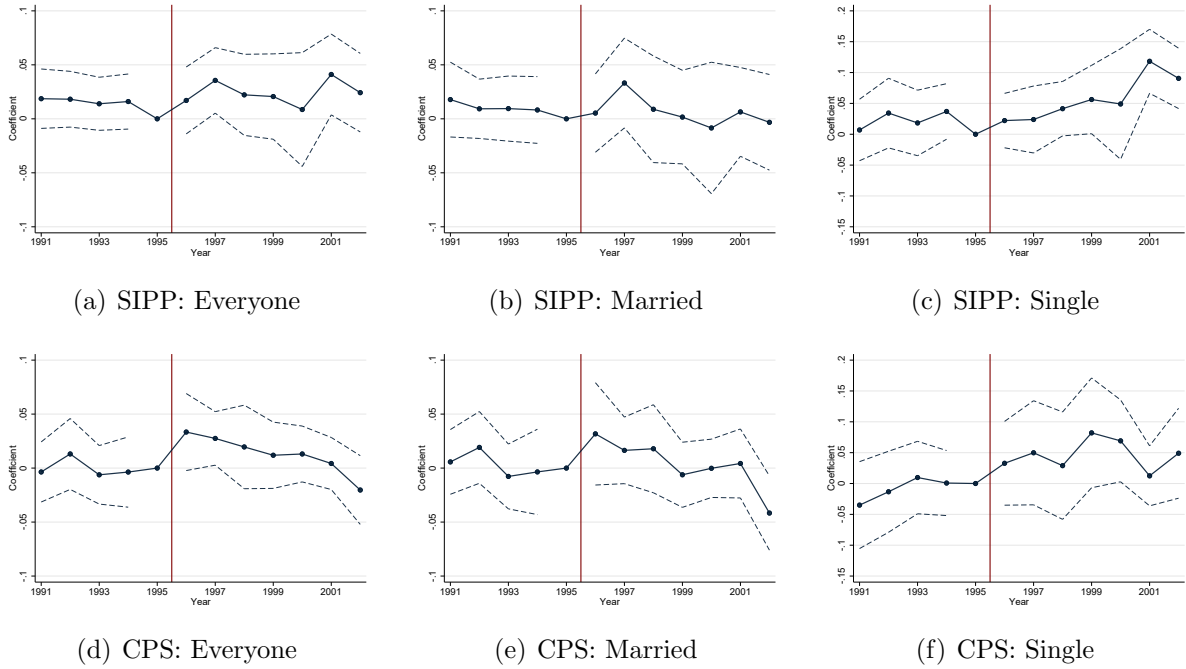 .1
.05
0
-.05
-.1
Coefficient
1991 1993 1995 1997 1999 2001
Year
(a) SIPP: Everyone
.1
.05
0
-.05
-.1
Coefficient
1991 1993 1995 1997 1999 2001
Year
(b) SIPP: Married
.2
.15
.1
.05
0
-.05
-.1
-.15
Coefficient
1991 1993 1995 1997 1999 2001
Year
(c) SIPP: Single
.1
.05
0
-.05
-.1
Coefficient
1991 1993 1995 1997 1999 2001
Year
(d) CPS: Everyone
.1
.05
0
-.05
-.1
Coefficient
1991 1993 1995 1997 1999 2001
Year
(e) CPS: Married
.2
.15
.1
.05
0
-.05
-.1
-.15
Coefficient
1991 1993 1995 1997 1999 2001
Year
(f) CPS: Single